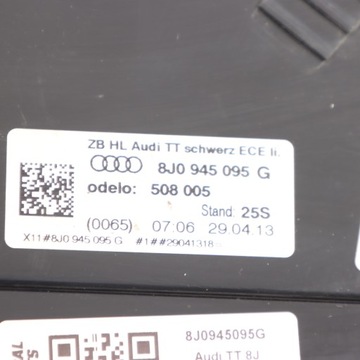 ZB HL Audi TT schwerz ECE li.
8J0 945 095 G
odelo: 508 005
Stand: 25S
(0065) 07:06 29.04.13
X11#8J0 945 095 G #1##29041318
8J0945095G
Audi TT 8J